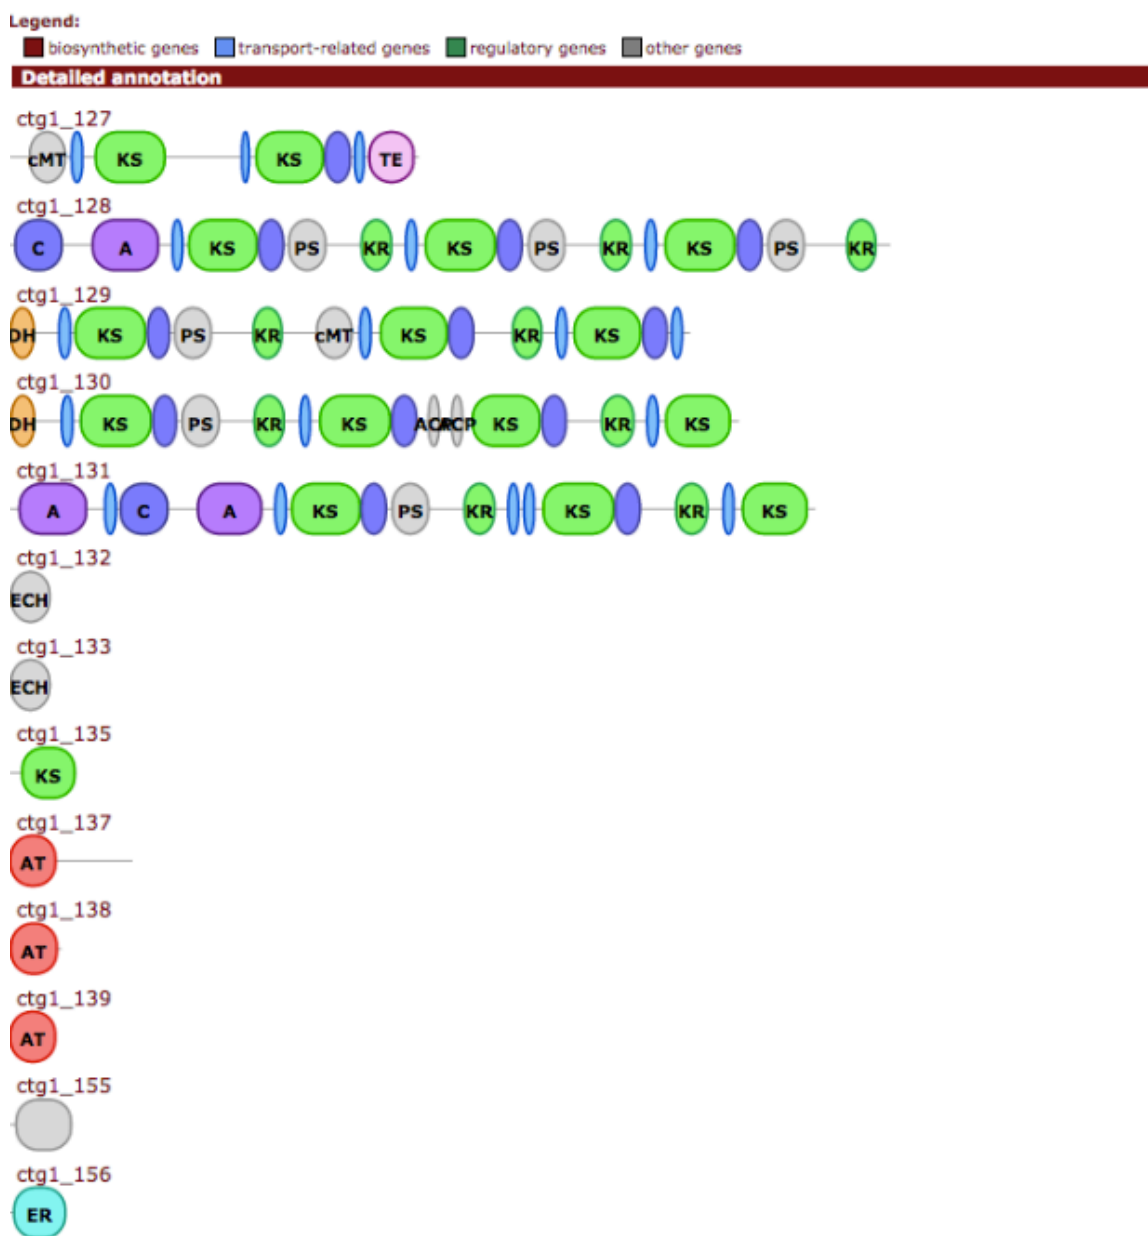 Legend:
biosynthetic genes transport-related genes regulatory genes other genes
Detailed annotation
ctg1_127
cMT KS KS TE
ctg1_128
C A KS PS KR KS PS KR KS PS KR
ctg1_129
DH KS PS KR cMT KS KR KS
ctg1_130
DH KS PS KR KS ACP ACP KS KR KS
ctg1_131
A C A KS PS KR KS KR KS
ctg1_132
ECH
ctg1_133
ECH
ctg1_135
KS
ctg1_137
AT
ctg1_138
AT
ctg1_139
AT
ctg1_155
ctg1_156
ER